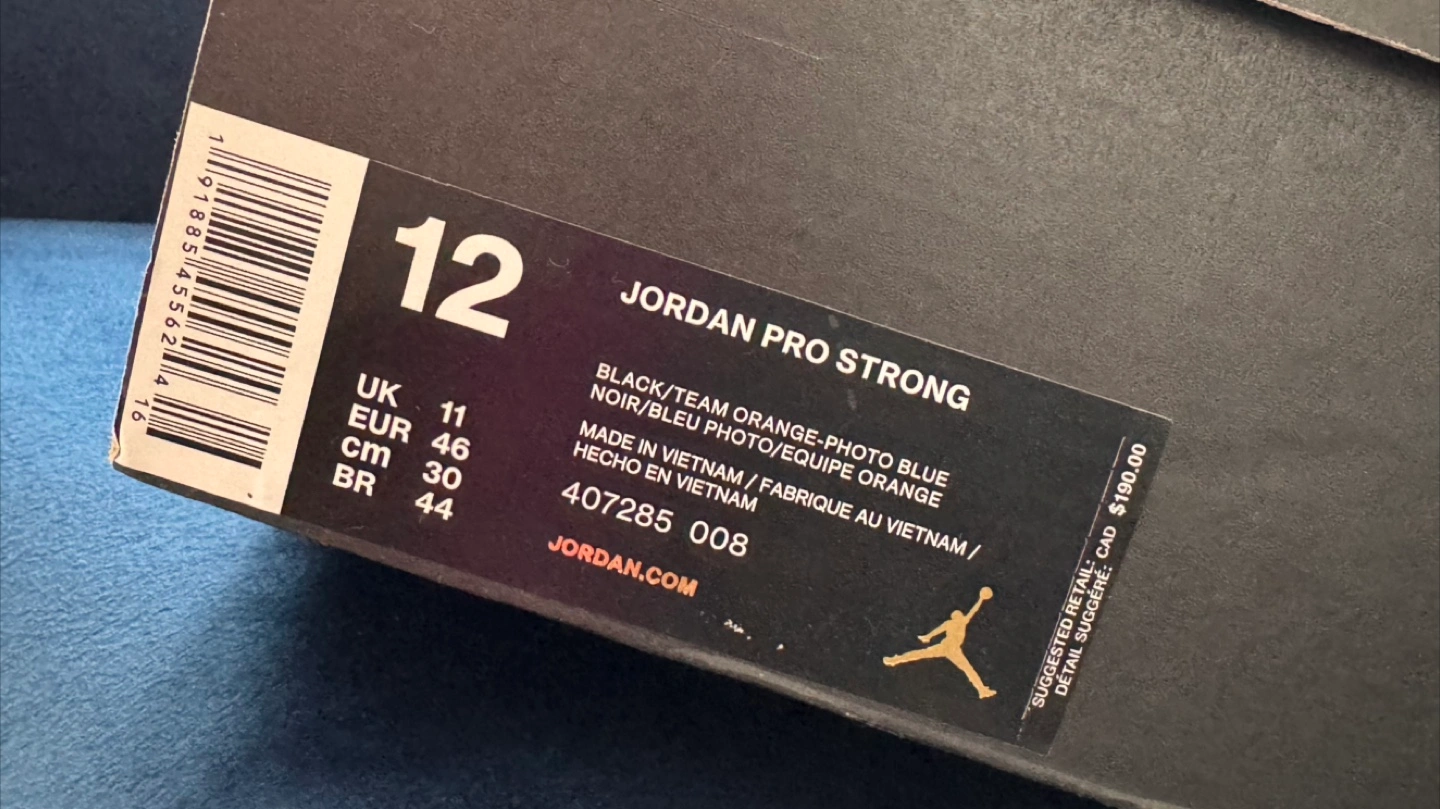 1 91885 45562 4 16
12
UK 11
EUR 46
cm 30
BR 44
JORDAN PRO STRONG
BLACK/TEAM ORANGE-PHOTO BLUE
NOIR/BLEU PHOTO/EQUIPE ORANGE
MADE IN VIETNAM / FABRIQUE AU VIETNAM /
HECHO EN VIETNAM
407285 008
JORDAN.COM
SUGGESTED RETAIL: CAD $190.00
DÉTAIL SUGGÉRÉ: